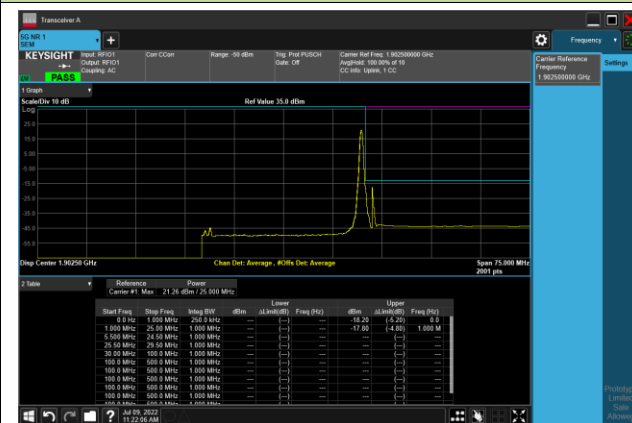 Transceiver A
5G NR 1
SEM
Frequency
KEYSIGHT
Input: RFIO1
Output: RFIO1
Coupling: AC
Corr CCorr
Range: -50 dBm
Trig: Prot PUSCH
Gate: Off
Carrier Ref Freq: 1.902500000 GHz
Avg|Hold: 100.00% of 10
CC Info: Uplink, 1 CC
PASS
Carrier Reference
Frequency
1.902500000 GHz
Settings
1 Graph
Scale/Div 10 dB
Ref Value 35.0 dBm
Log
25.0
15.0
5.00
-5.00
-15.0
-25.0
-35.0
-45.0
-55.0
Disp Center 1.90250 GHz
Chan Det: Average , #Offs Det: Average
Span 75.000 MHz
2001 pts
2 Table
Reference Power
Carrier #1: Max 21.26 dBm / 25.000 MHz
Lower Upper
Start Freq Stop Freq Integ BW dBm ΔLimit(dB) Freq (Hz) dBm ΔLimit(dB) Freq (Hz)
0.0 Hz 1.000 MHz 250.0 kHz --- (---) --- -18.20 (-5.20) 0.0
1.000 MHz 25.00 MHz 1.000 MHz --- (---) --- -17.80 (-4.80) 1.000 M
5.500 MHz 24.50 MHz 1.000 MHz --- (---) --- --- (---) ---
25.50 MHz 29.50 MHz 1.000 MHz --- (---) --- --- (---) ---
30.00 MHz 100.0 MHz 1.000 MHz --- (---) --- --- (---) ---
100.0 MHz 500.0 MHz 1.000 MHz --- (---) --- --- (---) ---
100.0 MHz 500.0 MHz 1.000 MHz --- (---) --- --- (---) ---
100.0 MHz 500.0 MHz 1.000 MHz --- (---) --- --- (---) ---
100.0 MHz 500.0 MHz 1.000 MHz --- (---) --- --- (---) ---
100.0 MHz 500.0 MHz 1.000 MHz --- (---) --- --- (---) ---
Prototype
Limited
Sale
Allowed
Jul 09, 2022
11:22:06 AM